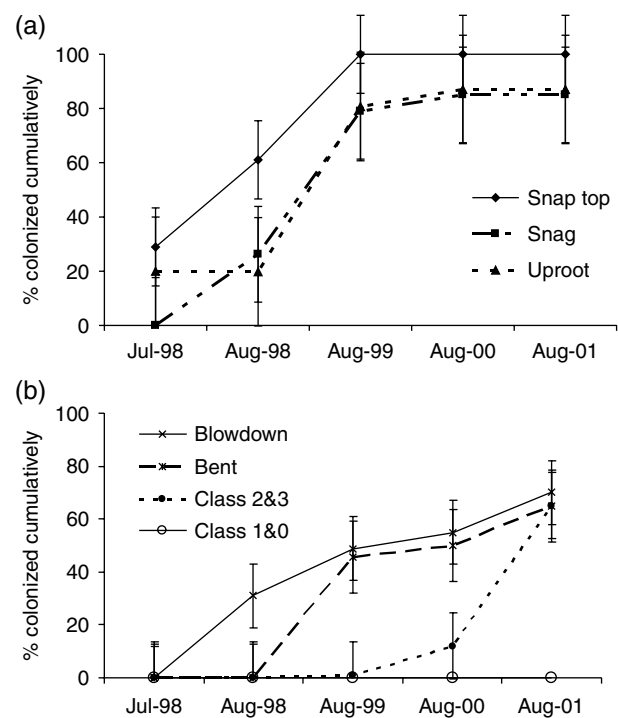 (a)
% colonized cumulatively
100
80
60
40
20
0
Snap top
Snag
Uproot
Jul-98 Aug-98 Aug-99 Aug-00 Aug-01
(b)
% colonized cumulatively
100
80
60
40
20
0
Blowdown
Bent
Class 2&3
Class 1&0
Jul-98 Aug-98 Aug-99 Aug-00 Aug-01